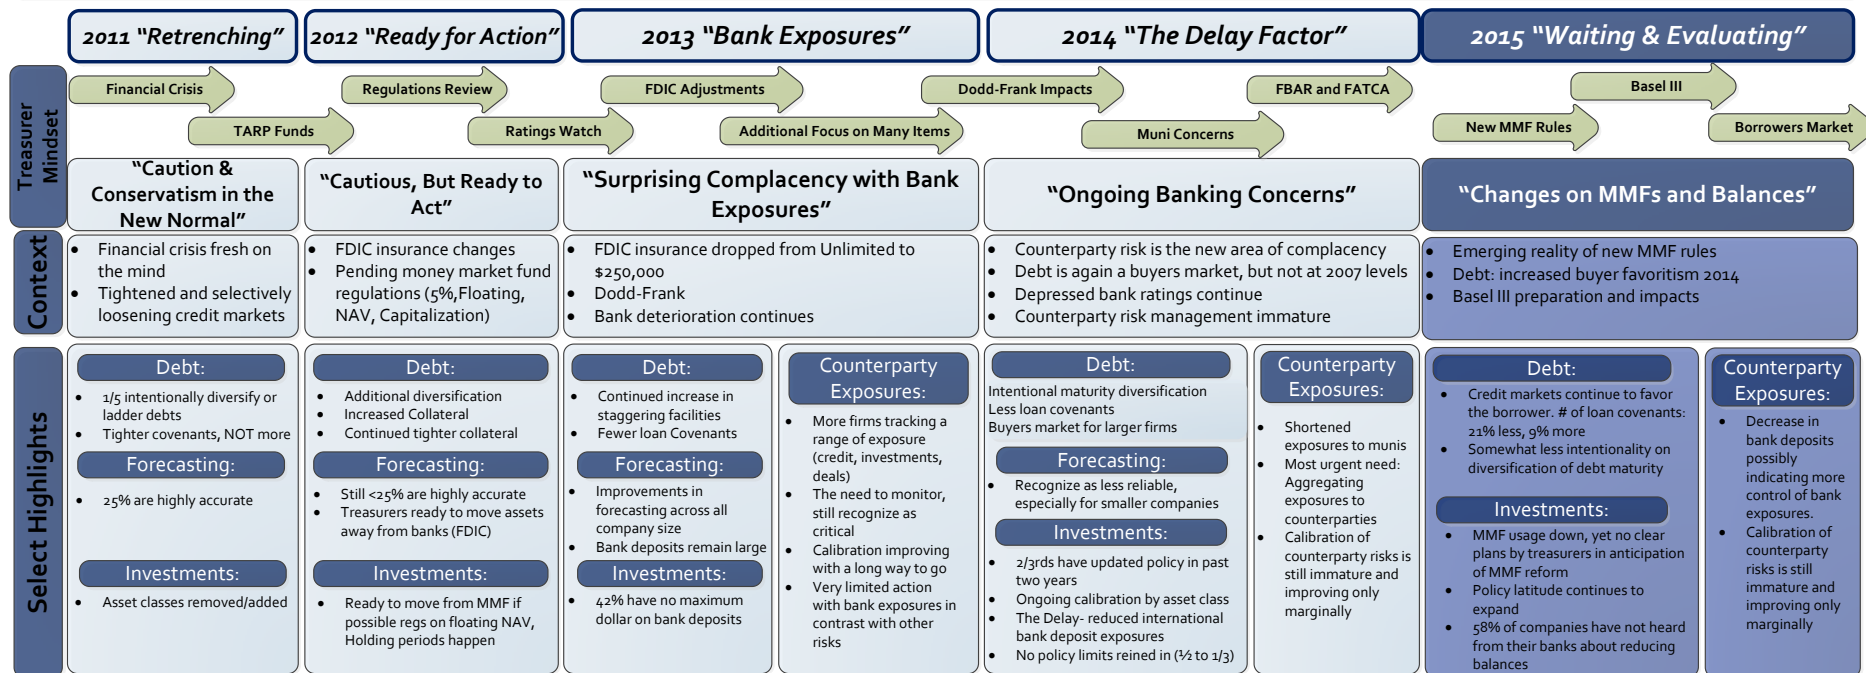 2011 “Retrenching”
2012 “Ready for Action”
2013 “Bank Exposures”
2014 “The Delay Factor”
2015 “Waiting & Evaluating”
Treasurer
Mindset
Financial Crisis
TARP Funds
Regulations Review
Ratings Watch
FDIC Adjustments
Additional Focus on Many Items
Dodd-Frank Impacts
Muni Concerns
FBAR and FATCA
New MMF Rules
Basel III
Borrowers Market
“Caution &
Conservatism in the
New Normal”
“Cautious, But Ready to
Act”
“Surprising Complacency with Bank
Exposures”
“Ongoing Banking Concerns”
“Changes on MMFs and Balances”
Context
• Financial crisis fresh on
the mind
• Tightened and selectively
loosening credit markets
• FDIC insurance changes
• Pending money market fund
regulations (5%,Floating,
NAV, Capitalization)
• FDIC insurance dropped from Unlimited to
$250,000
• Dodd-Frank
• Bank deterioration continues
• Counterparty risk is the new area of complacency
• Debt is again a buyers market, but not at 2007 levels
• Depressed bank ratings continue
• Counterparty risk management immature
• Emerging reality of new MMF rules
• Debt: increased buyer favoritism 2014
• Basel III preparation and impacts
Select Highlights
Debt:
• 1/5 intentionally diversify or
ladder debts
• Tighter covenants, NOT more
Forecasting:
• 25% are highly accurate
Investments:
• Asset classes removed/added
Debt:
• Additional diversification
• Increased Collateral
• Continued tighter collateral
Forecasting:
• Still <25% are highly accurate
• Treasurers ready to move assets
away from banks (FDIC)
Investments:
• Ready to move from MMF if
possible regs on floating NAV,
Holding periods happen
Debt:
• Continued increase in
staggering facilities
• Fewer loan Covenants
Forecasting:
• Improvements in
forecasting across all
company size
• Bank deposits remain large
Investments:
• 42% have no maximum
dollar on bank deposits
Counterparty
Exposures:
• More firms tracking a
range of exposure
(credit, investments,
deals)
• The need to monitor,
still recognize as
critical
• Calibration improving
with a long way to go
• Very limited action
with bank exposures in
contrast with other
risks
Debt:
Intentional maturity diversification
Less loan covenants
Buyers market for larger firms
Forecasting:
• Recognize as less reliable,
especially for smaller companies
Investments:
• 2/3rds have updated policy in past
two years
• Ongoing calibration by asset class
• The Delay- reduced international
bank deposit exposures
• No policy limits reined in (½ to 1/3)
Counterparty
Exposures:
• Shortened
exposures to munis
• Most urgent need:
Aggregating
exposures to
counterparties
• Calibration of
counterparty risks is
still immature and
improving only
marginally
Debt:
• Credit markets continue to favor
the borrower. # of loan covenants:
21% less, 9% more
• Somewhat less intentionality on
diversification of debt maturity
Investments:
• MMF usage down, yet no clear
plans by treasurers in anticipation
of MMF reform
• Policy latitude continues to
expand
• 58% of companies have not heard
from their banks about reducing
balances
Counterparty
Exposures:
• Decrease in
bank deposits
possibly
indicating more
control of bank
exposures.
• Calibration of
counterparty
risks is still
immature and
improving only
marginally